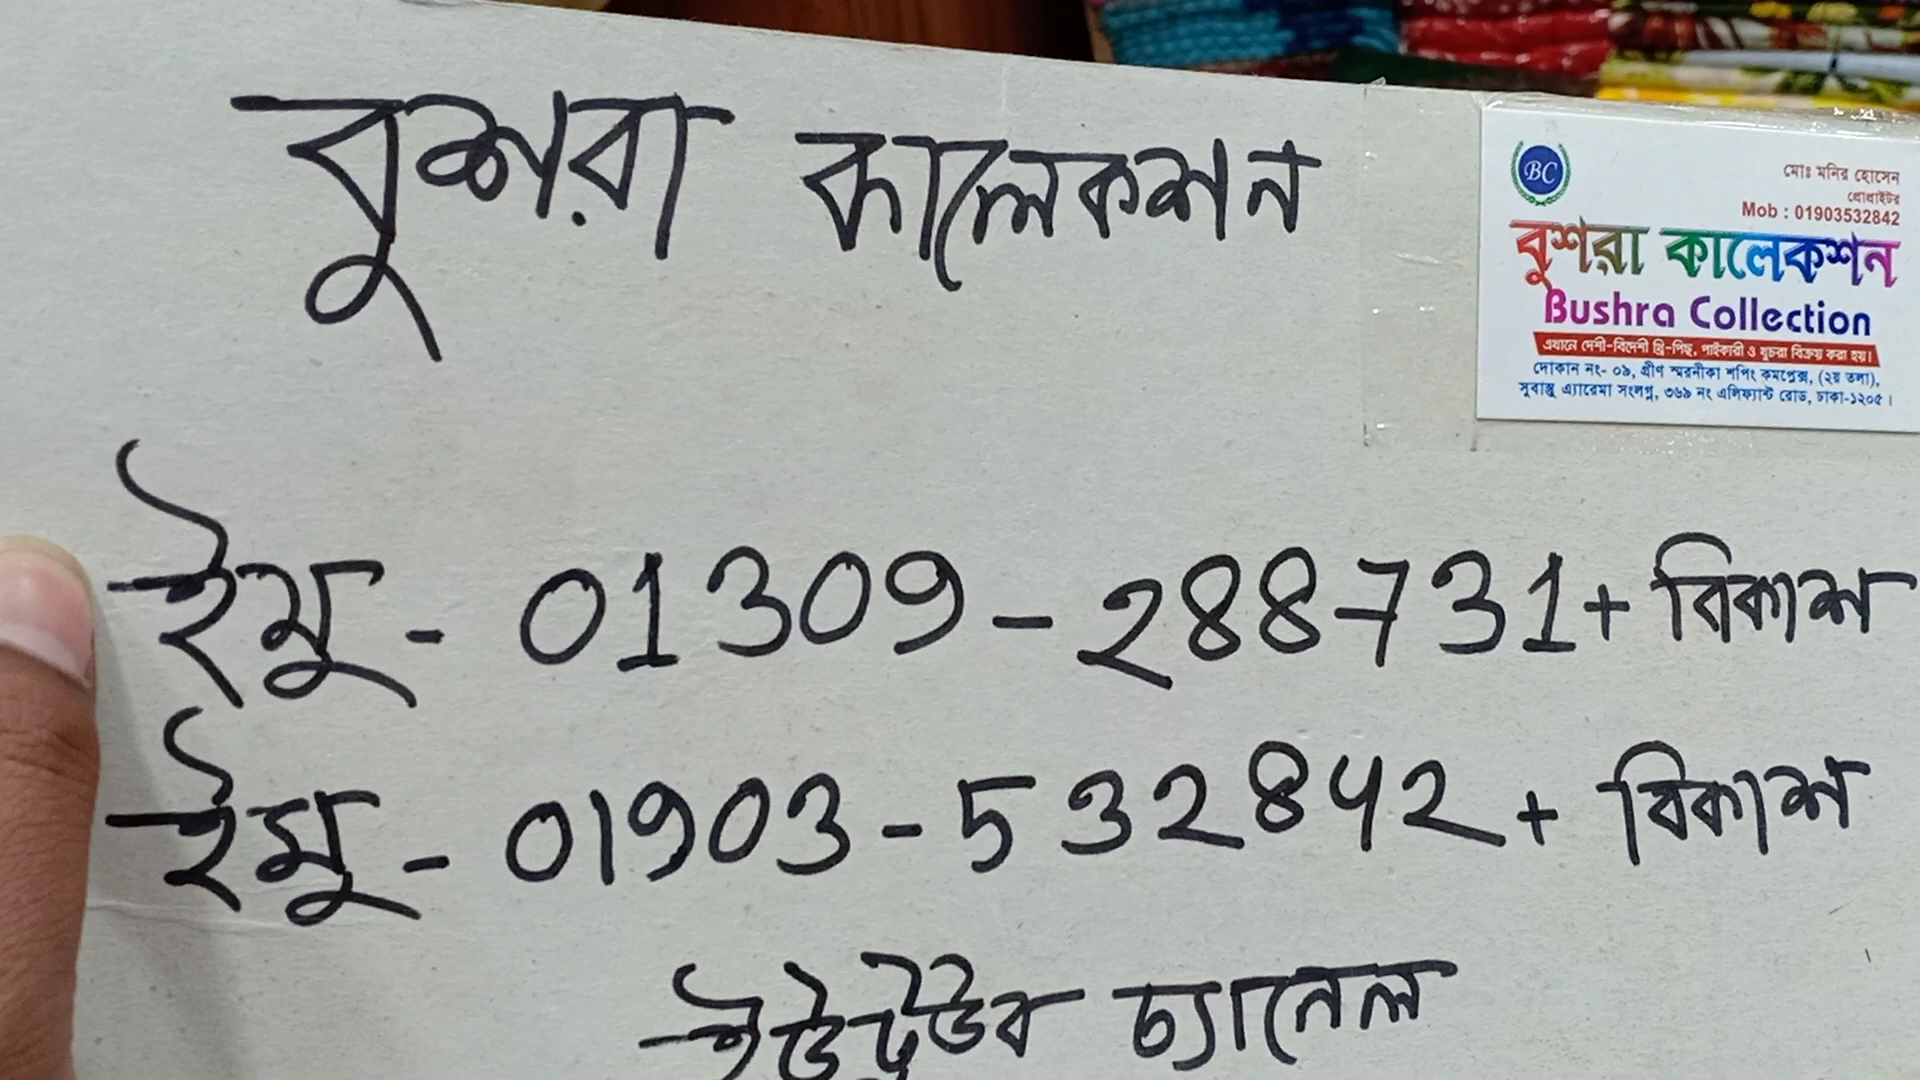 বুশরা কালেকশন
BC
মোঃ মনির হোসেন
প্রোপ্রাইটর
Mob : 01903532842
বুশরা কালেকশন
Bushra Collection
এখানে দেশী-বিদেশী থ্রি-পিছ, পাইকারী ও খুচরা বিক্রয় করা হয়।
দোকান নং- ০৯, গ্রীণ স্মরনীকা শপিং কমপ্লেক্স, (২য় তলা),
সুবাস্তু এ্যারেমা সংলগ্ন, ৩৬৯ নং এলিফ্যান্ট রোড, ঢাকা-১২০৫।
ইমু - 01309-288731 + বিকাশ
ইমু - 01903-532842 + বিকাশ
ইউটুউব চ্যানেল